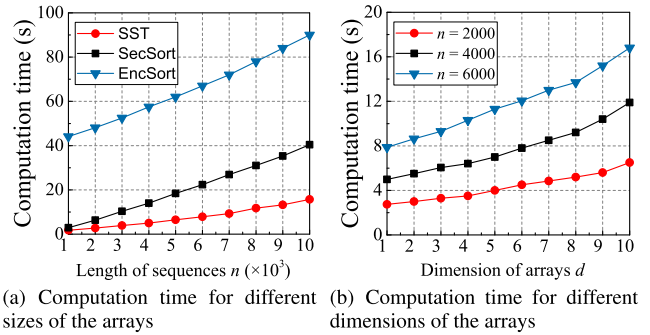 Computation time (s)
100
80
60
40
20
0
SST
SecSort
EncSort
1 2 3 4 5 6 7 8 9 10
Length of sequences n (×10³)
(a) Computation time for different
sizes of the arrays
Computation time (s)
20
16
12
8
4
0
n = 2000
n = 4000
n = 6000
1 2 3 4 5 6 7 8 9 10
Dimension of arrays d
(b) Computation time for different
dimensions of the arrays